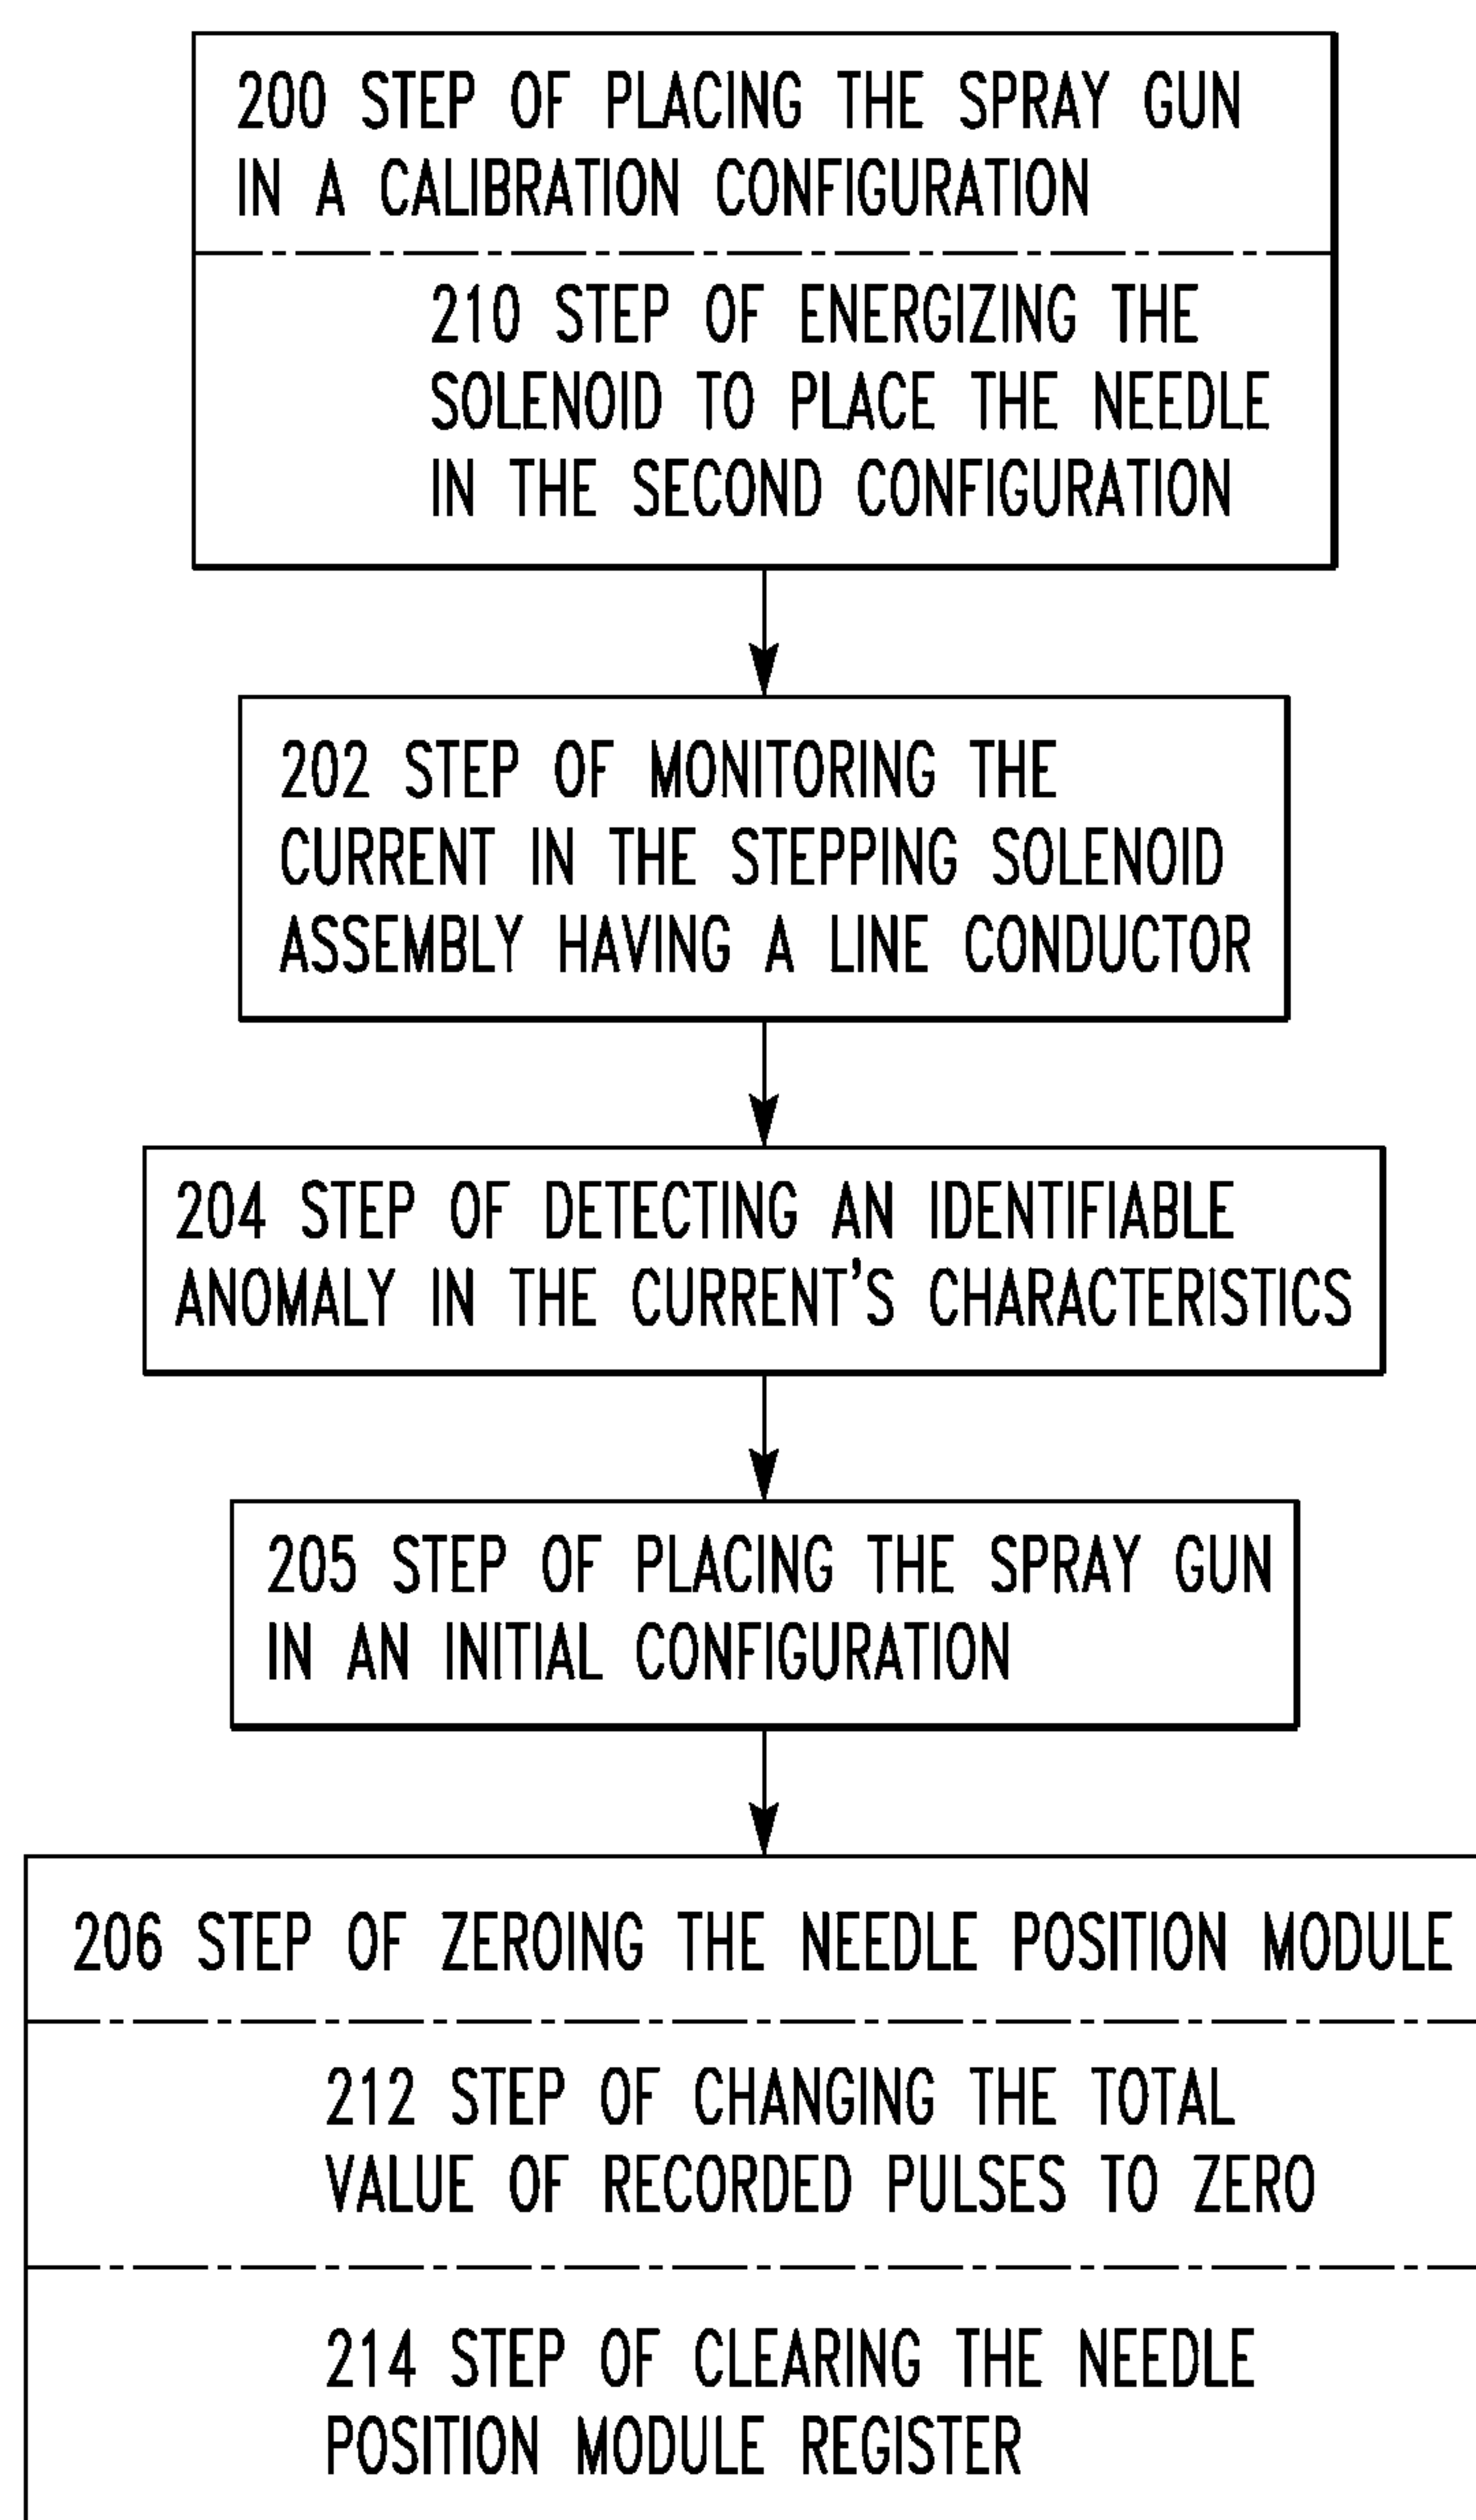 200 STEP OF PLACING THE SPRAY GUN
IN A CALIBRATION CONFIGURATION
210 STEP OF ENERGIZING THE
SOLENOID TO PLACE THE NEEDLE
IN THE SECOND CONFIGURATION
202 STEP OF MONITORING THE
CURRENT IN THE STEPPING SOLENOID
ASSEMBLY HAVING A LINE CONDUCTOR
204 STEP OF DETECTING AN IDENTIFIABLE
ANOMALY IN THE CURRENT'S CHARACTERISTICS
205 STEP OF PLACING THE SPRAY GUN
IN AN INITIAL CONFIGURATION
206 STEP OF ZEROING THE NEEDLE POSITION MODULE
212 STEP OF CHANGING THE TOTAL
VALUE OF RECORDED PULSES TO ZERO
214 STEP OF CLEARING THE NEEDLE
POSITION MODULE REGISTER